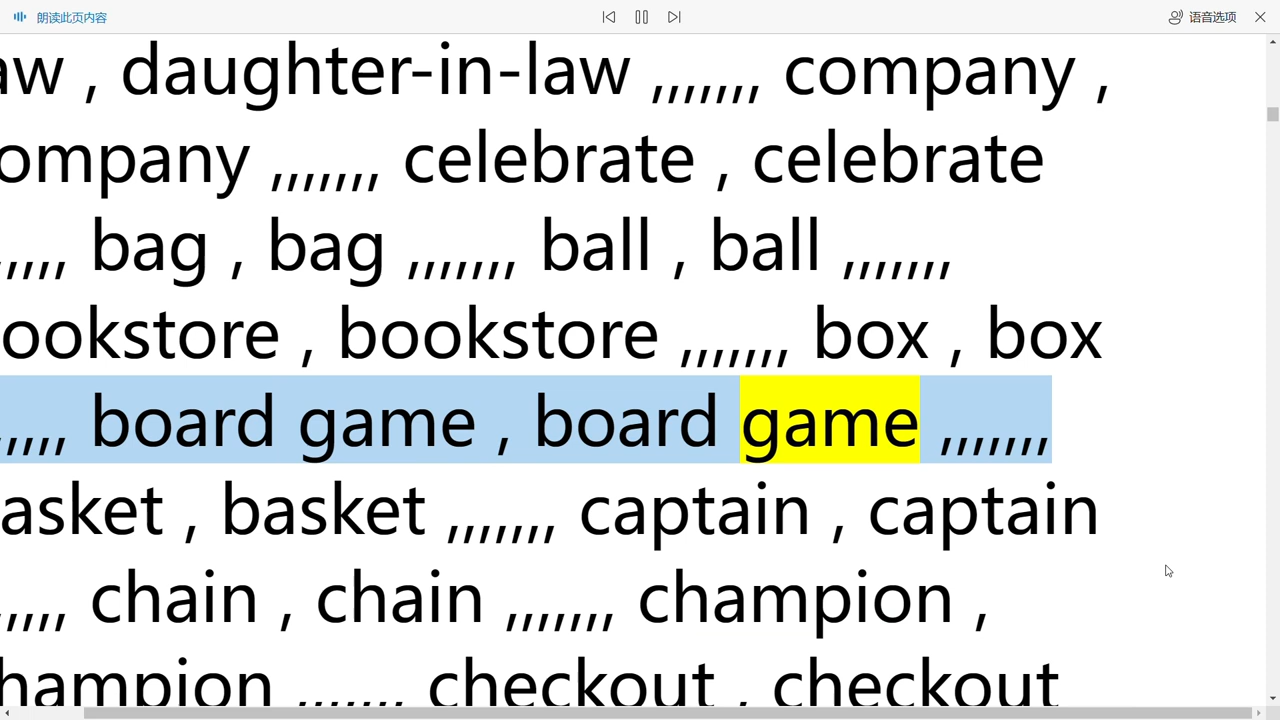 朗读此页内容 语音选项
aw , daughter-in-law ,,,,,,, company ,
ompany ,,,,,,, celebrate , celebrate
,,,,, bag , bag ,,,,,,, ball , ball ,,,,,,,
ookstore , bookstore ,,,,,,, box , box
,,,,, board game , board game ,,,,,,,
asket , basket ,,,,,,, captain , captain
,,,,, chain , chain ,,,,,,, champion ,
hampion ,,,,,,, checkout , checkout